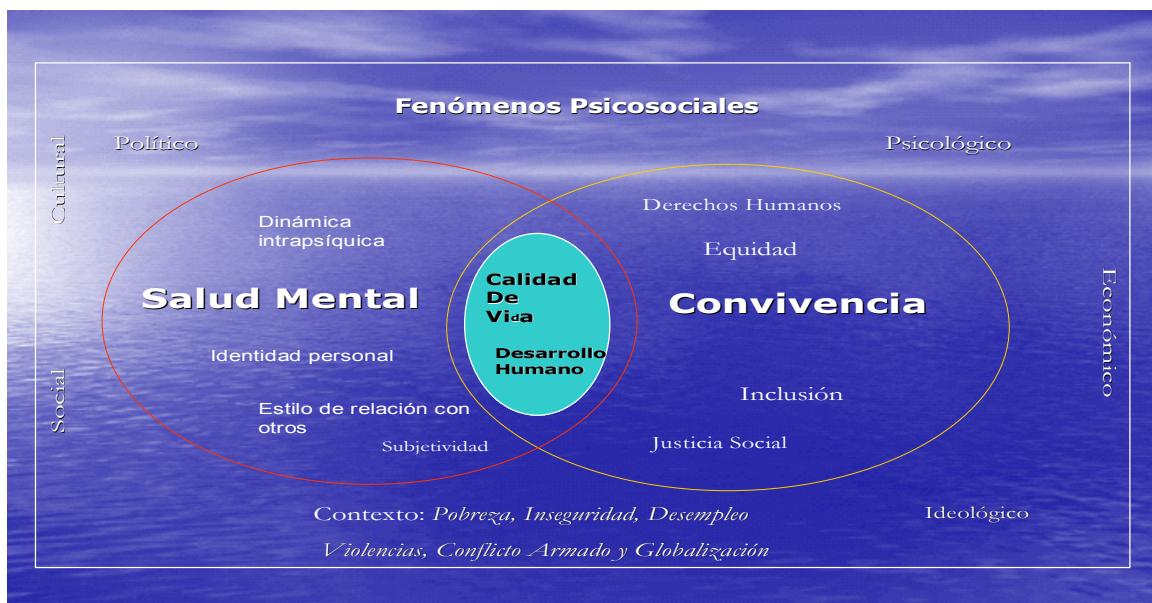 Fenómenos Psicosociales
Político
Psicológico
Cultural
Derechos Humanos
Dinámica
intrapsíquica
Equidad
Calidad
De
Vida
Salud Mental
Convivencia
Económico
Identidad personal
Desarrollo
Humano
Social
Inclusión
Estilo de relación con
otros
Subjetividad
Justicia Social
Contexto: Pobreza, Inseguridad, Desempleo
Ideológico
Violencias, Conflicto Armado y Globalización